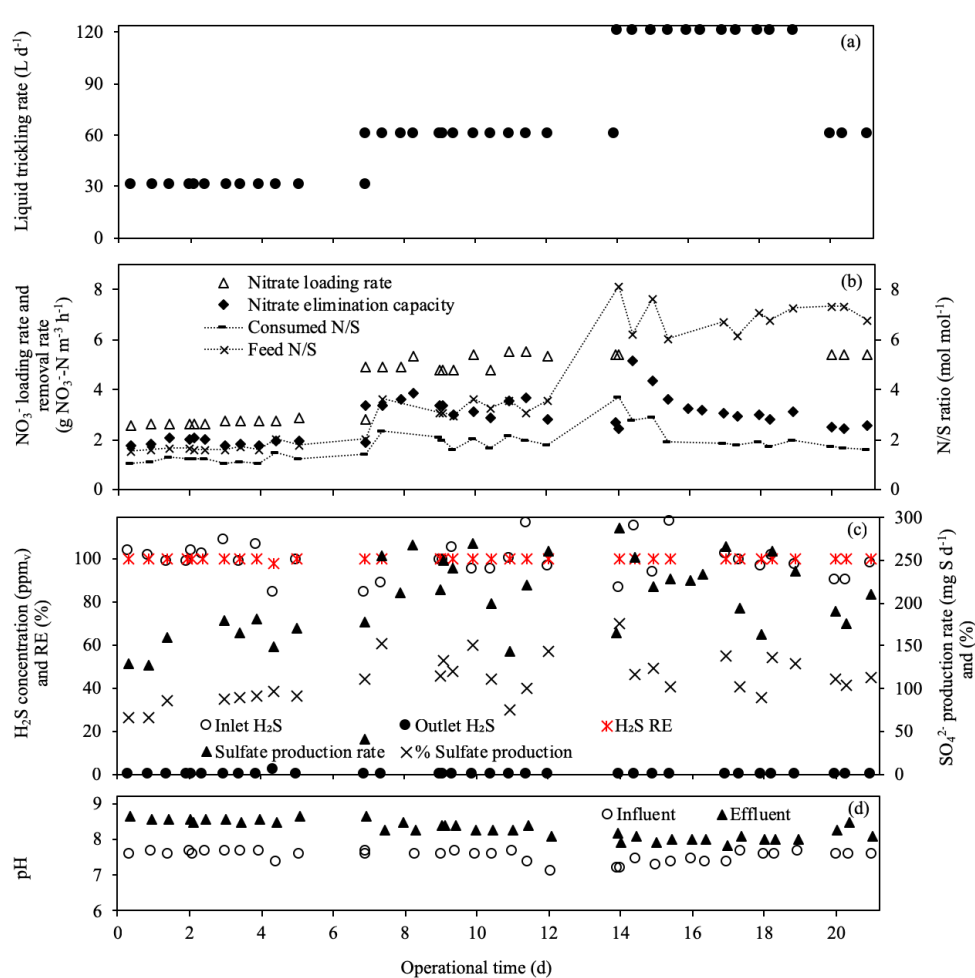 120
90
60
30
0
Liquid trickling rate (L d⁻¹)
(a)
8
6
4
2
0
NO₃⁻ loading rate and
removal rate
(g NO₃⁻-N m⁻³ h⁻¹)
Nitrate loading rate
Nitrate elimination capacity
Consumed N/S
Feed N/S
(b)
8
6
4
2
0
N/S ratio (mol mol⁻¹)
100
80
60
40
20
0
H₂S concentration (ppmᵥ)
and RE (%)
(c)
Inlet H₂S
Outlet H₂S
H₂S RE
Sulfate production rate
% Sulfate production
300
250
200
150
100
50
0
SO₄²⁻ production rate (mg S d⁻¹)
and (%)
9
8
7
6
pH
Influent
Effluent
(d)
0
2
4
6
8
10
12
14
16
18
20
Operational time (d)